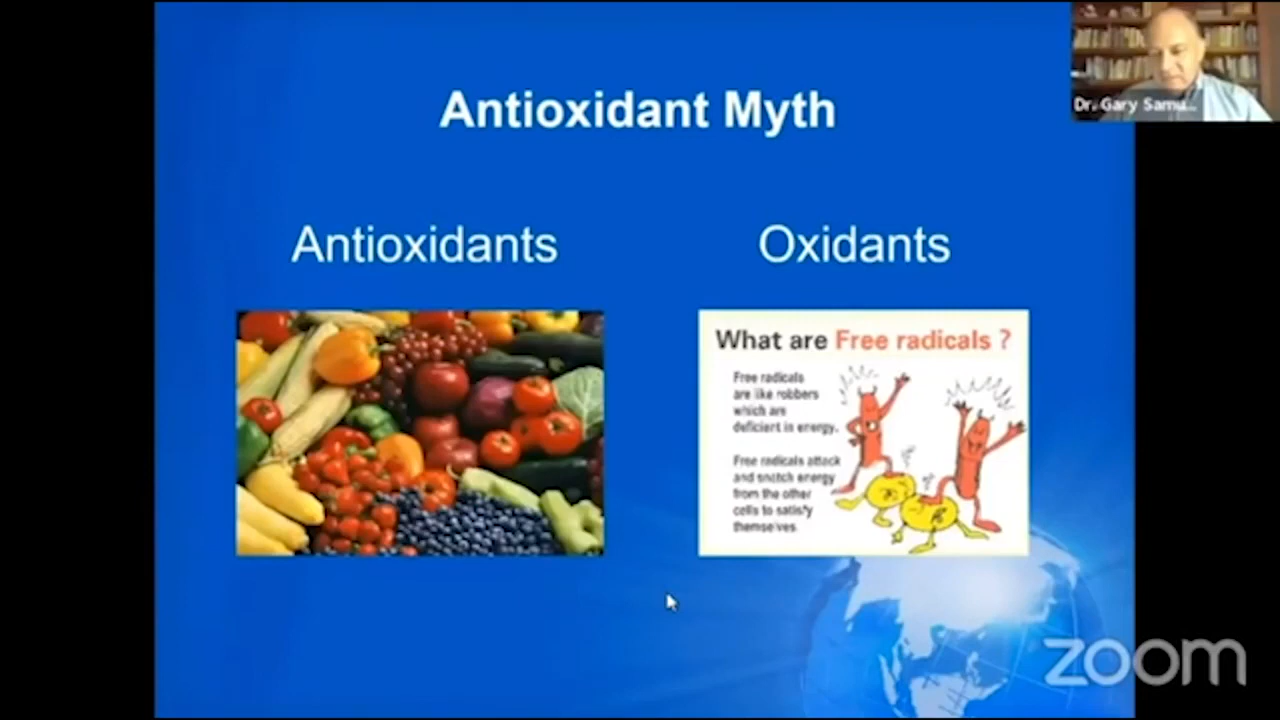 Antioxidant Myth
Dr. Gary Samu...
Antioxidants
Oxidants
What are Free radicals ?
Free radicals
are like robbers
which are
deficient in energy.
Free radicals attack
and snatch energy
from the other
cells to satisfy
themselves
zoom